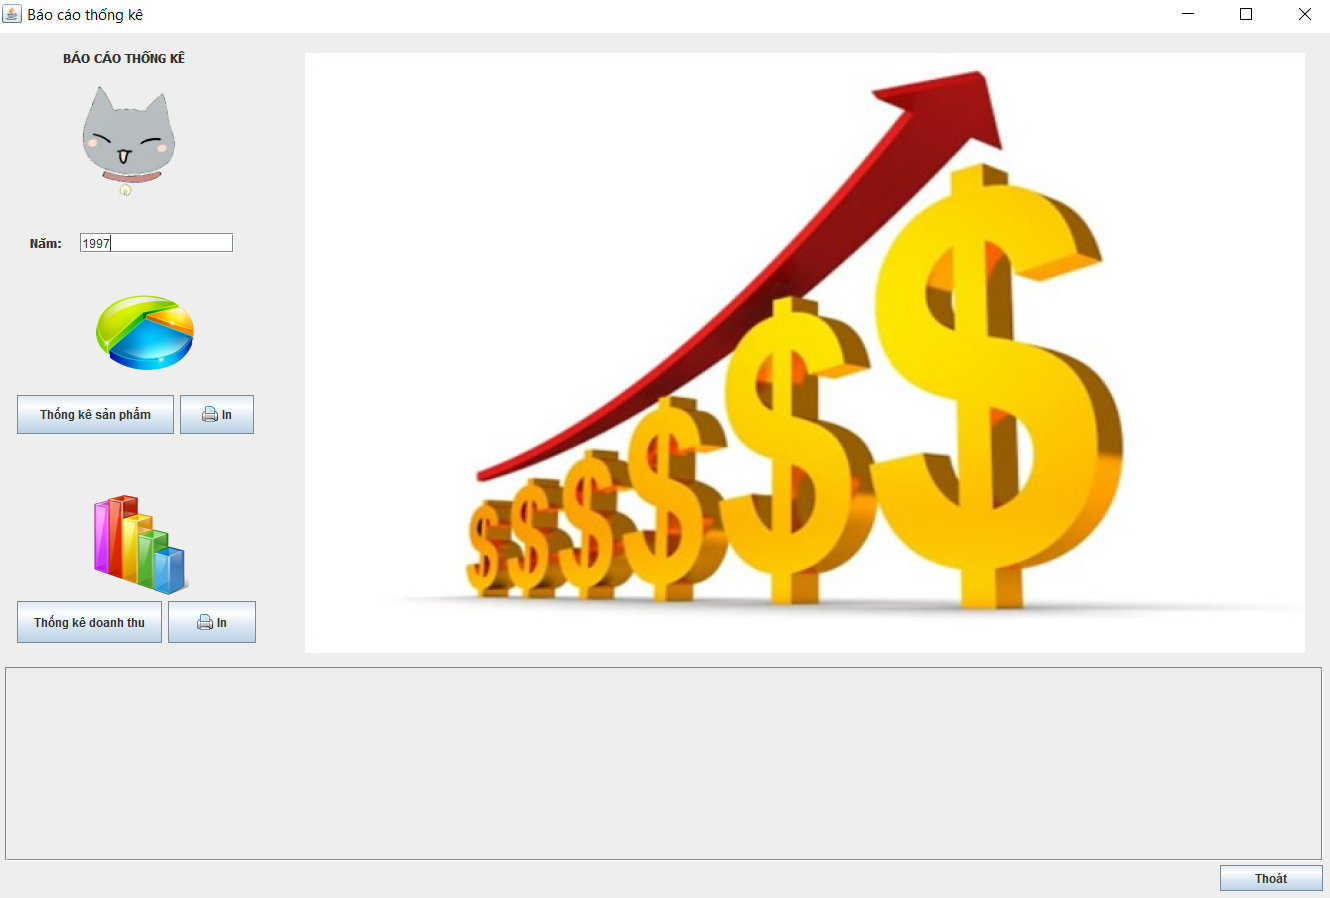 Báo cáo thống kê
BÁO CÁO THỐNG KÊ
Năm: 1997
Thống kê sản phẩm
In
Thống kê doanh thu
In
Thoát